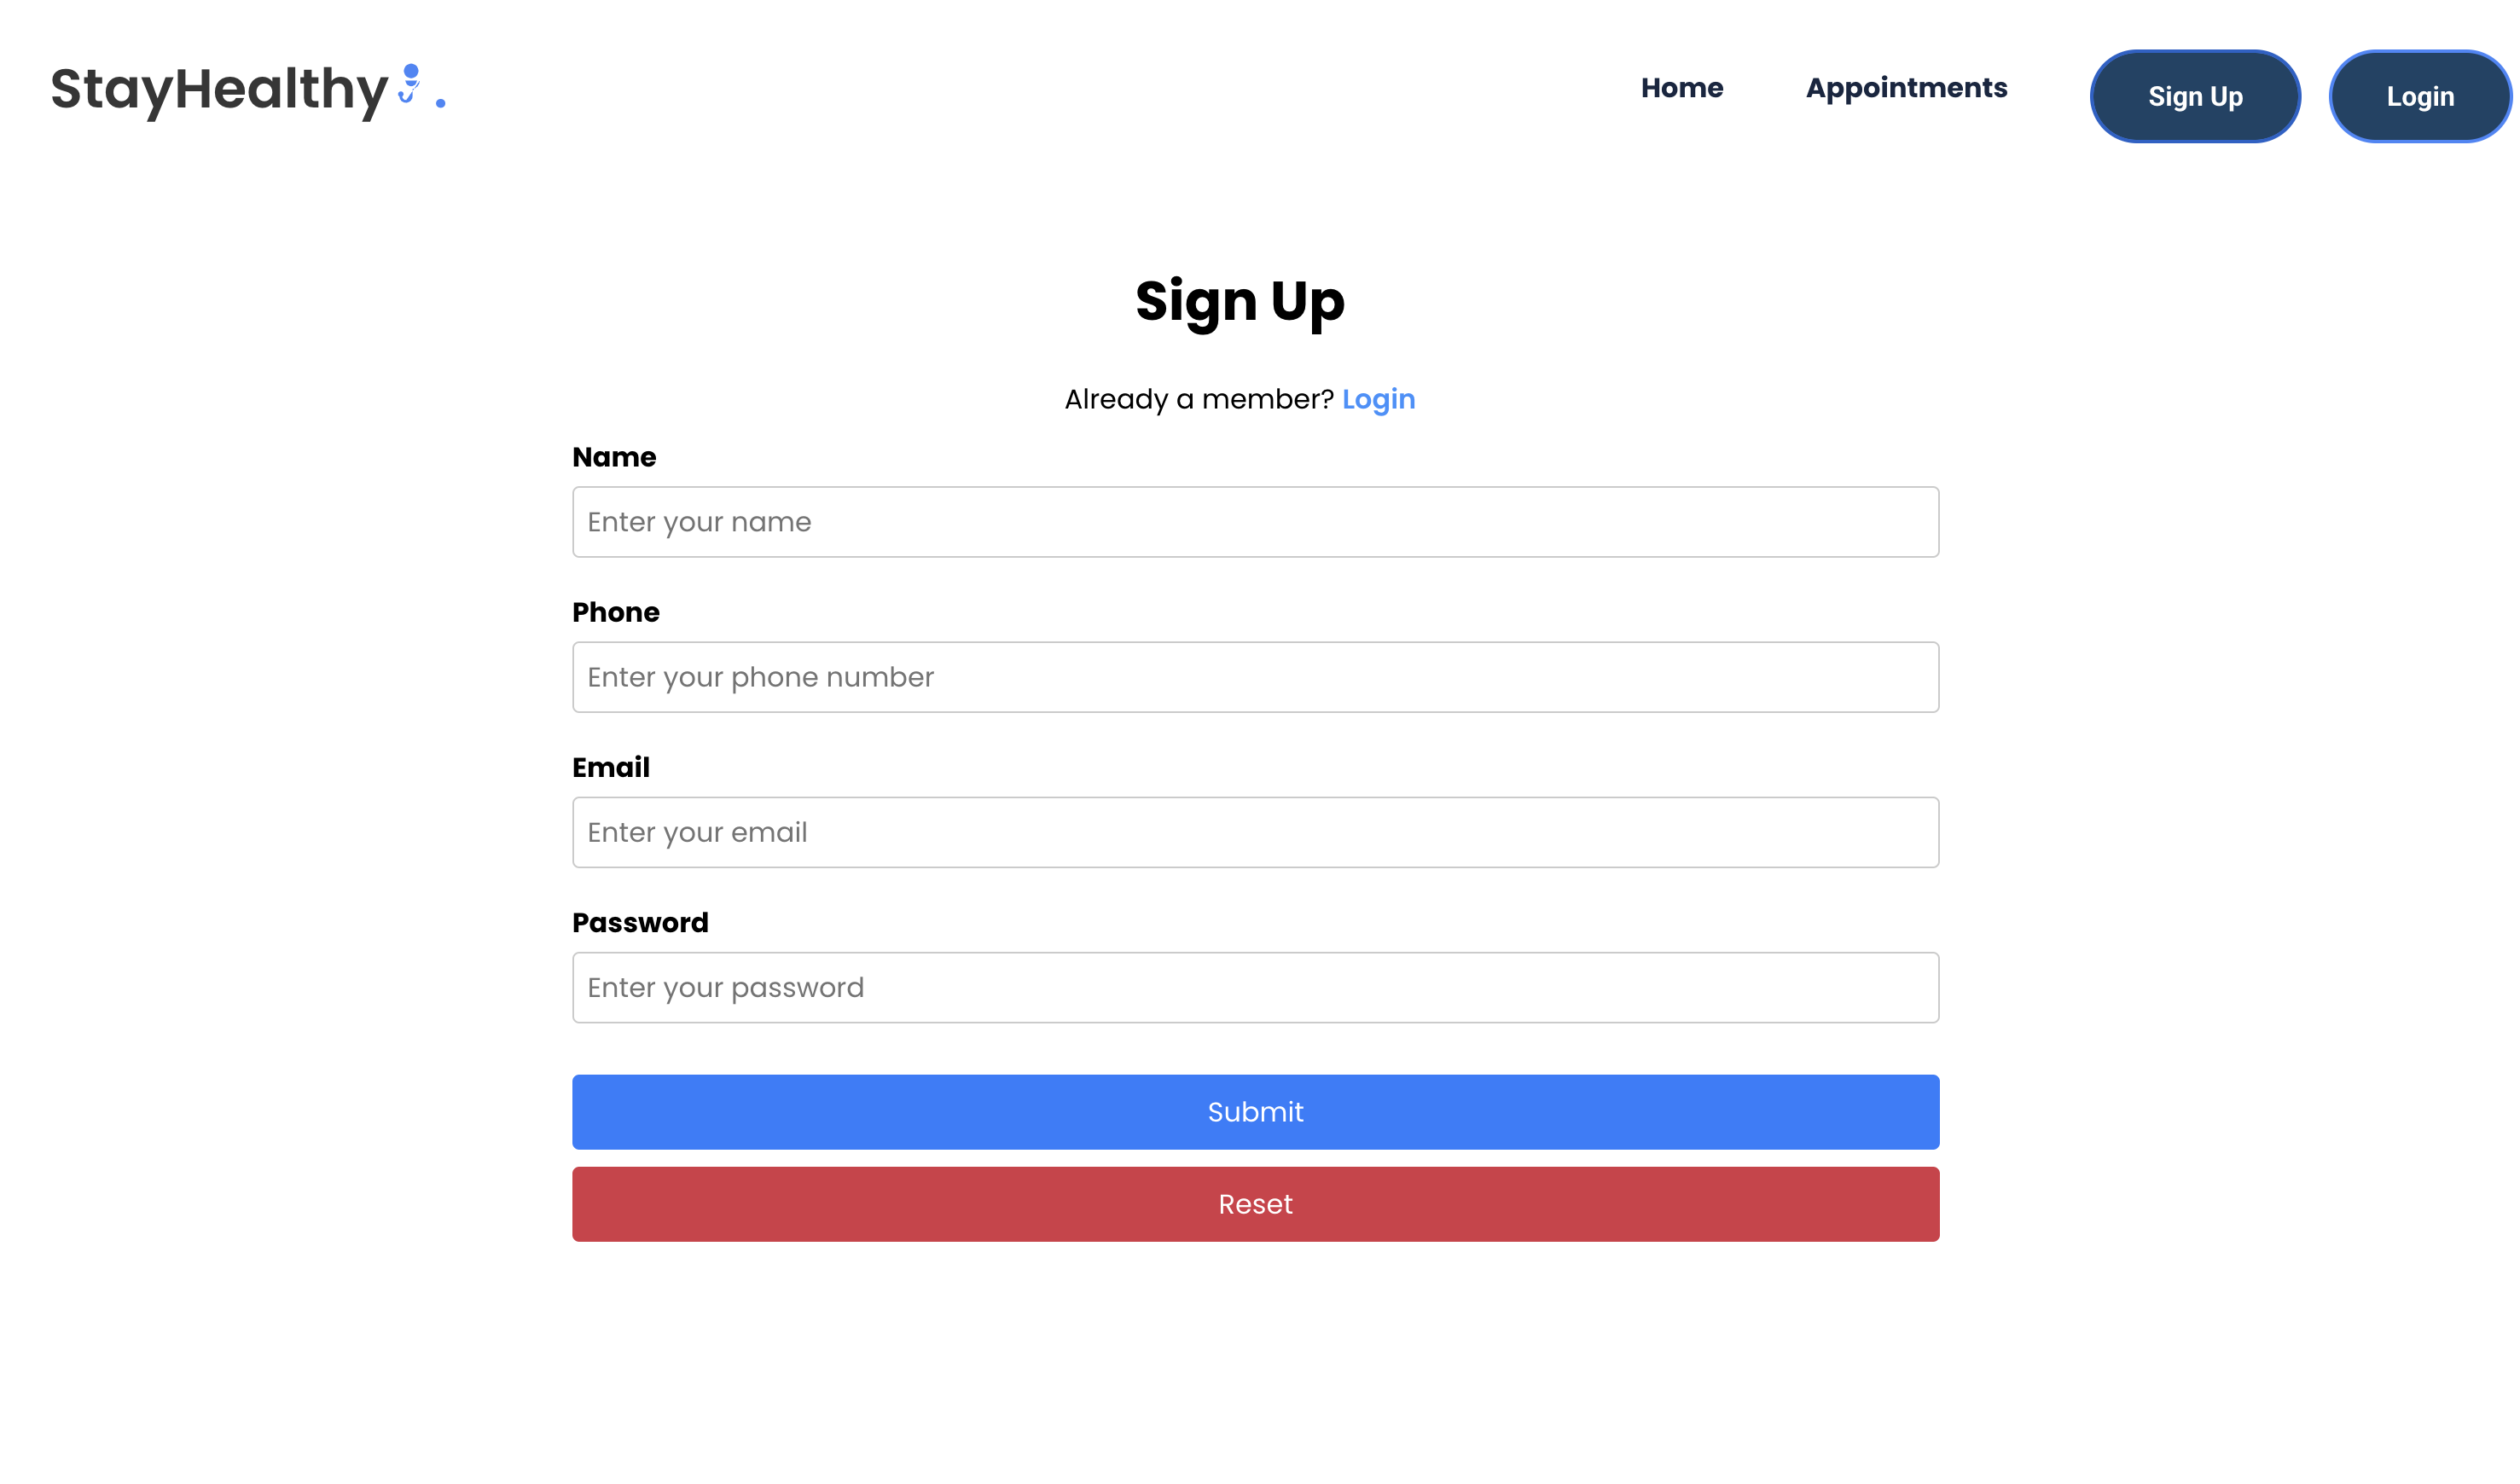 StayHealthy .
Home Appointments Sign Up Login
Sign Up
Already a member? Login
Name
Enter your name
Phone
Enter your phone number
Email
Enter your email
Password
Enter your password
Submit
Reset